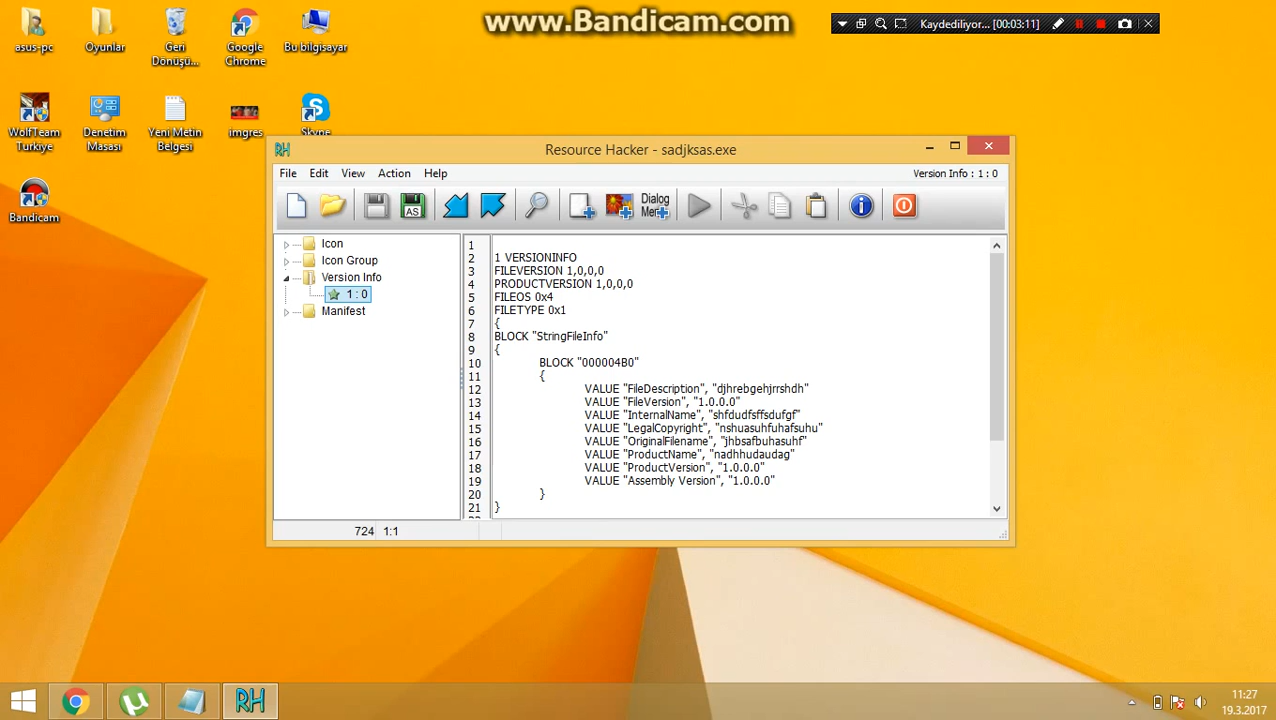 www.Bandicam.com
Kaydediliyor... [00:03:11]
asus-pc
Oyunlar
Geri
Dönüşü...
Google
Chrome
Bu bilgisayar
WolfTeam
Turkiye
Denetim
Masası
Yeni Metin
Belgesi
imgres
Skype
Bandicam
RH
Resource Hacker - sadjksas.exe
File Edit View Action Help
Version Info : 1 : 0
AS
Dialog
Men
Icon
Icon Group
Version Info
1 : 0
Manifest
1
2 1 VERSIONINFO
3 FILEVERSION 1,0,0,0
4 PRODUCTVERSION 1,0,0,0
5 FILEOS 0x4
6 FILETYPE 0x1
7 {
8 BLOCK "StringFileInfo"
9 {
10 BLOCK "000004B0"
11 {
12 VALUE "FileDescription", "djhrebgehjrrshdh"
13 VALUE "FileVersion", "1.0.0.0"
14 VALUE "InternalName", "shfdudfsffsdufgf"
15 VALUE "LegalCopyright", "nshuasuhfuhafsuhu"
16 VALUE "OriginalFilename", "jhbsafbuhasuhf"
17 VALUE "ProductName", "nadhhudaudag"
18 VALUE "ProductVersion", "1.0.0.0"
19 VALUE "Assembly Version", "1.0.0.0"
20 }
21 }
724 1:1
RH
11:27
19.3.2017